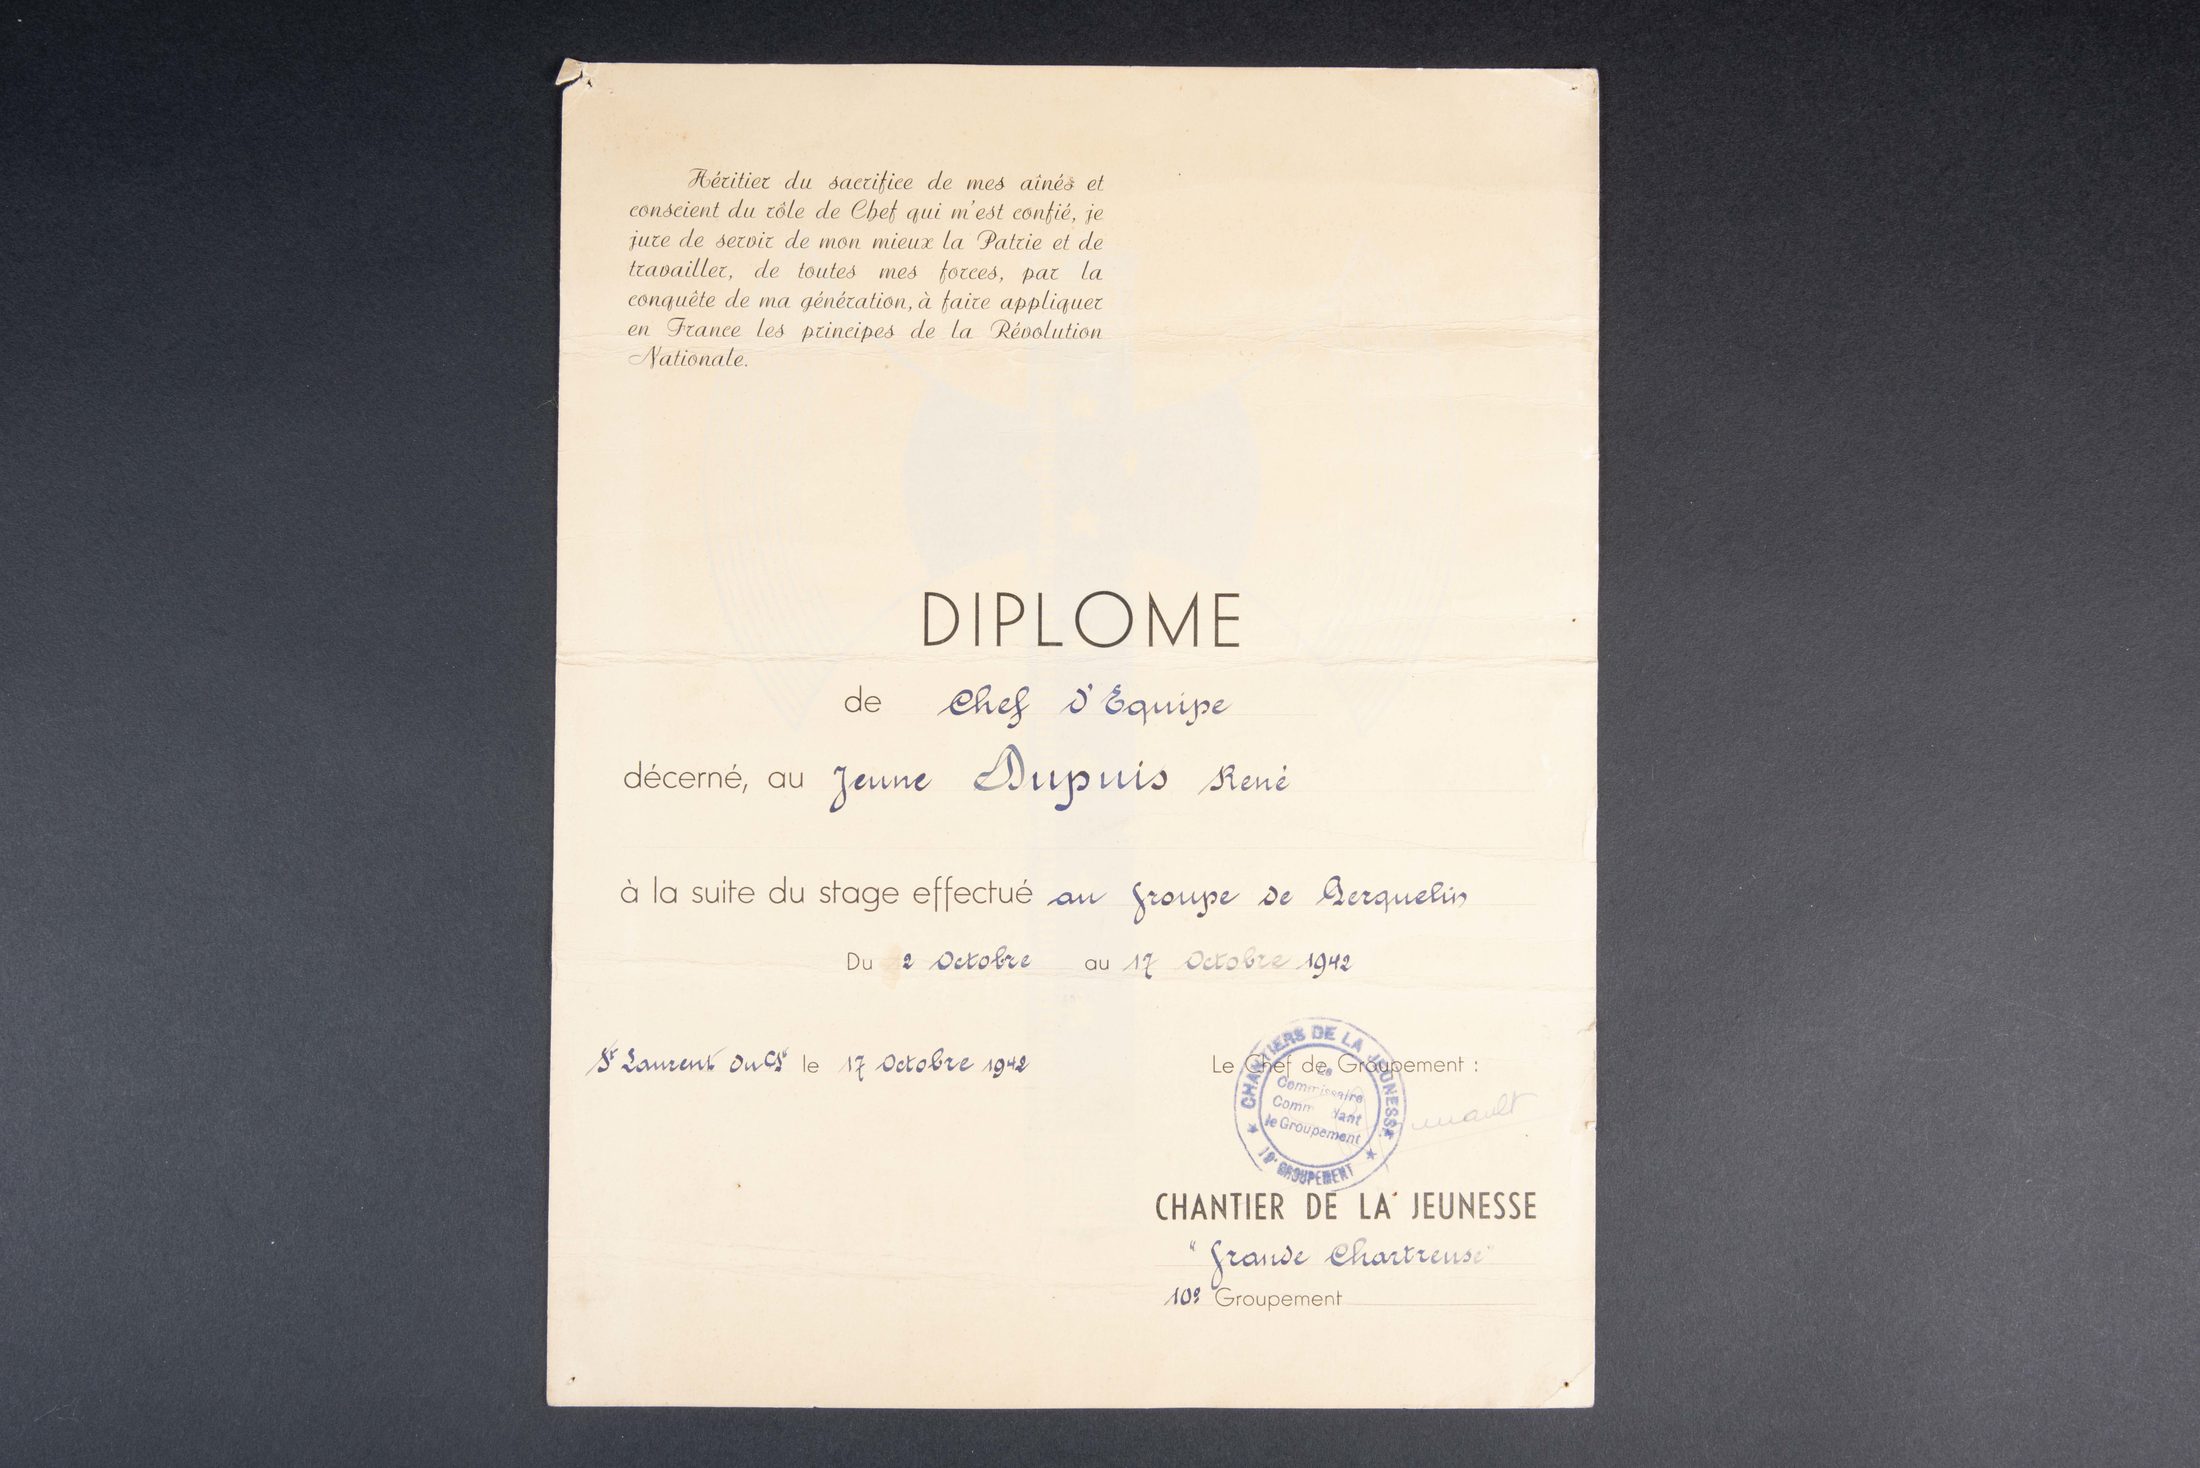 Héritier du sacrifice de mes aînés et
conscient du rôle de Chef qui m'est confié, je
jure de servir de mon mieux la Patrie et de
travailler, de toutes mes forces, par la
conquête de ma génération, à faire appliquer
en France les principes de la Révolution
Nationale.
DIPLOME
de Chef d'Equipe
décerné, au Jeune Dupuis René
à la suite du stage effectué au Groupe de Berquelin
Du 2 Octobre au 17 Octobre 1942
St Laurent du Ct le 17 Octobre 1942
Le Chef de Groupement :
CHANTIERS DE LA JEUNESSE
Le
Commissaire
le Groupement
10e GROUPEMENT
CHANTIER DE LA JEUNESSE
"Grande Chartreuse"
10e Groupement